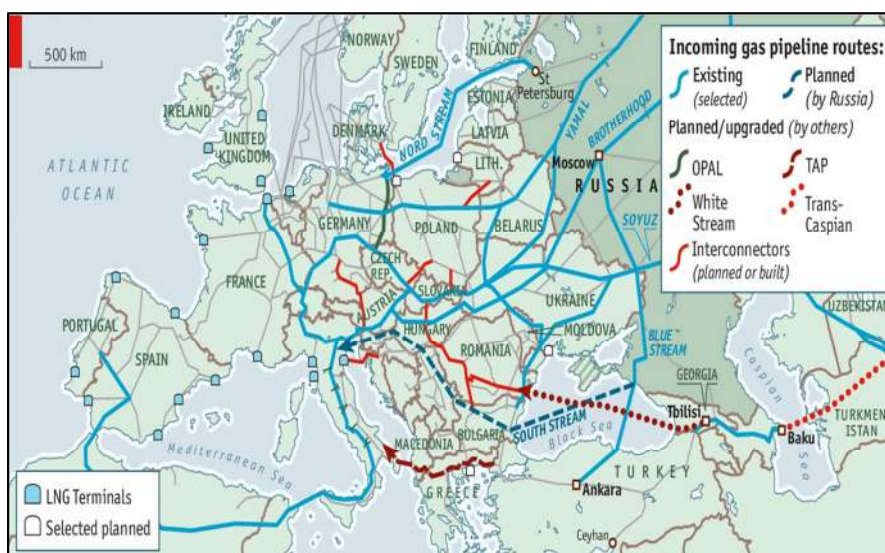 500 km
NORWAY
SWEDEN
FINLAND
St
Petersburg
ESTONIA
LATVIA
LITH.
IRELAND
UNITED
KINGDOM
DENMARK
NORD STREAM
YAMAL
BROTHERHOOD
Moscow
RUSSIA
ATLANTIC
OCEAN
GERMANY
POLAND
BELARUS
SOYUZ
CZECH
REP.
FRANCE
SLOVAKIA
UKRAINE
AUSTRIA
HUNGARY
MOLDOVA
ROMANIA
BLUE
STREAM
PORTUGAL
SPAIN
ITALY
GEORGIA
Tbilisi
Caspian
Sea
UZBEKISTAN
TURKMEN
ISTAN
Baku
SOUTH STREAM
Black Sea
BULGARIA
MACEDONIA
GREECE
Mediterranean Sea
TURKEY
Ankara
Ceyhan
Incoming gas pipeline routes:
Existing
(selected)
Planned
(by Russia)
Planned/upgraded (by others)
OPAL
TAP
White
Stream
Trans-
Caspian
Interconnectors
(planned or built)
LNG Terminals
Selected planned